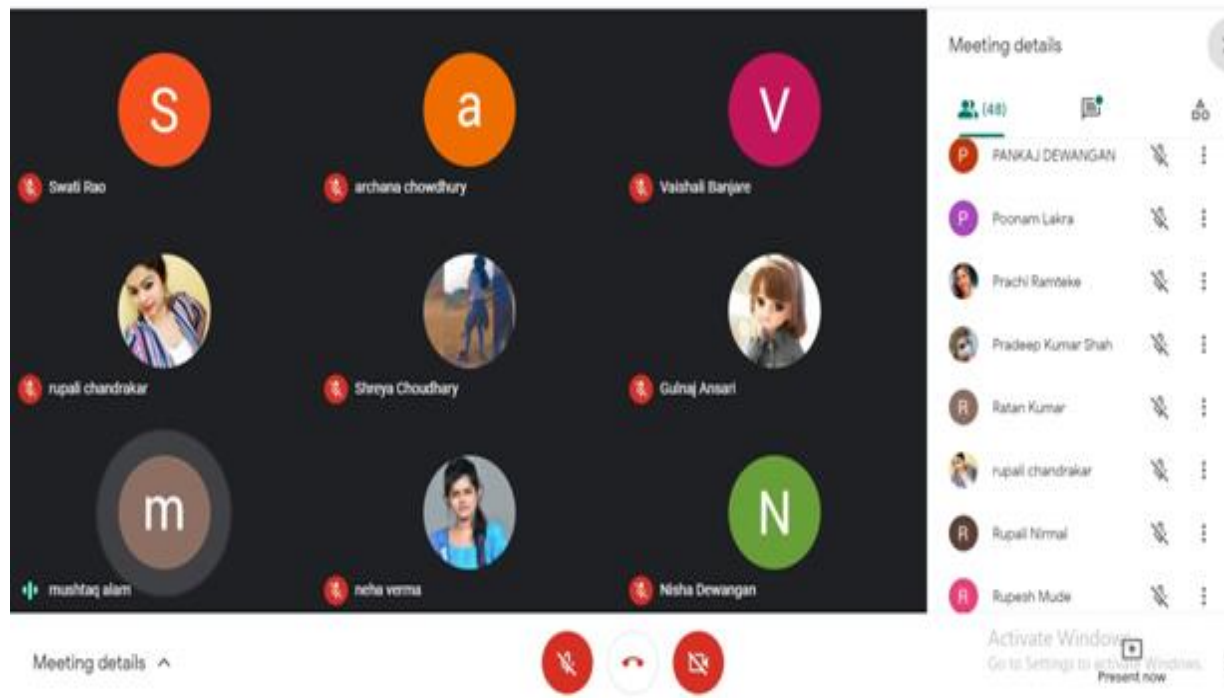 S
Swati Rao
a
archana chowdhury
V
Vaishali Banjare
rupali chandrakar
Shreya Choudhary
Gulnaj Ansari
m
mushtaq alam
neha verma
N
Nisha Dewangan
Meeting details
Meeting details
(48)
P PANKAJ DEWANGAN
P Poonam Lakra
Prachi Ramteke
Pradeep Kumar Shah
R Ratan Kumar
rupali chandrakar
R Rupali Nirmal
R Rupesh Mude
Activate Windows
Go to Settings to activate Windows.
Present now